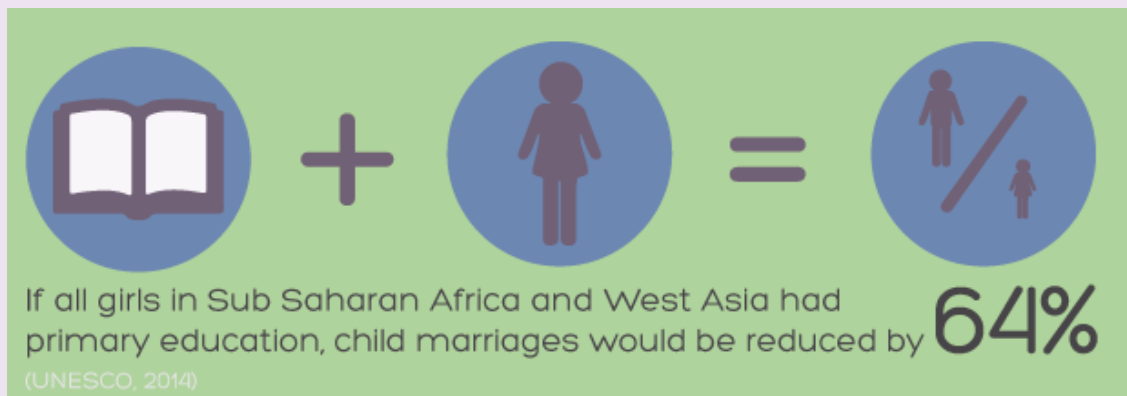 If all girls in Sub Saharan Africa and West Asia had
primary education, child marriages would be reduced by 64%
(UNESCO, 2014)